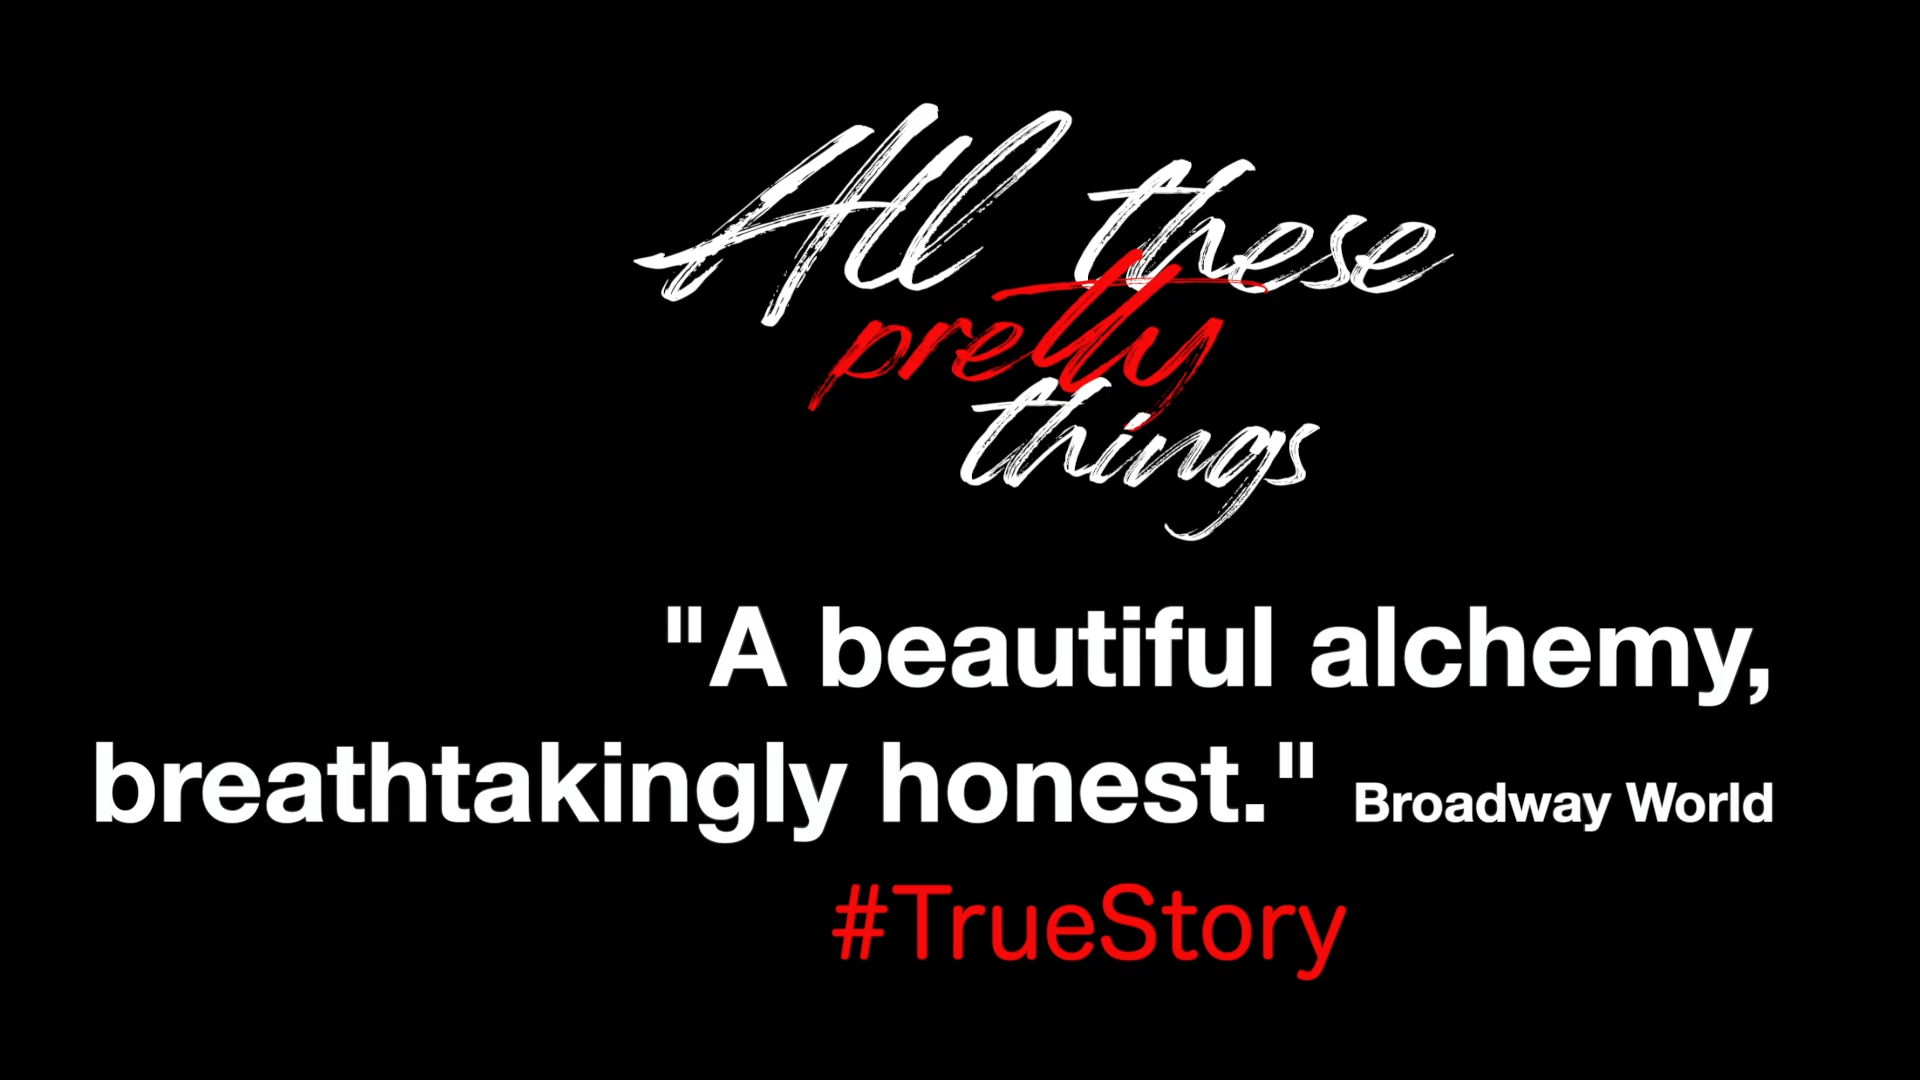 All these
pretty
things
"A beautiful alchemy,
breathtakingly honest." Broadway World
#TrueStory